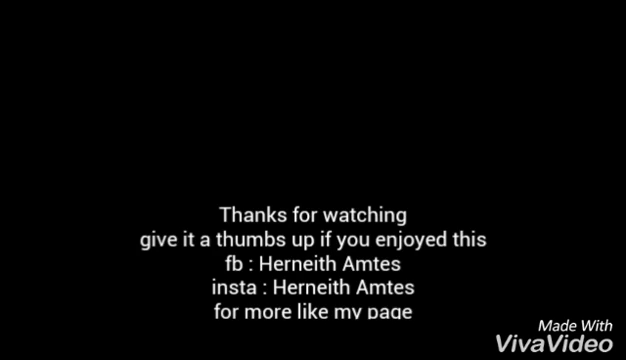 Thanks for watching
give it a thumbs up if you enjoyed this
fb : Herneith Amtes
insta : Herneith Amtes
for more like my page
Made With
VivaVideo